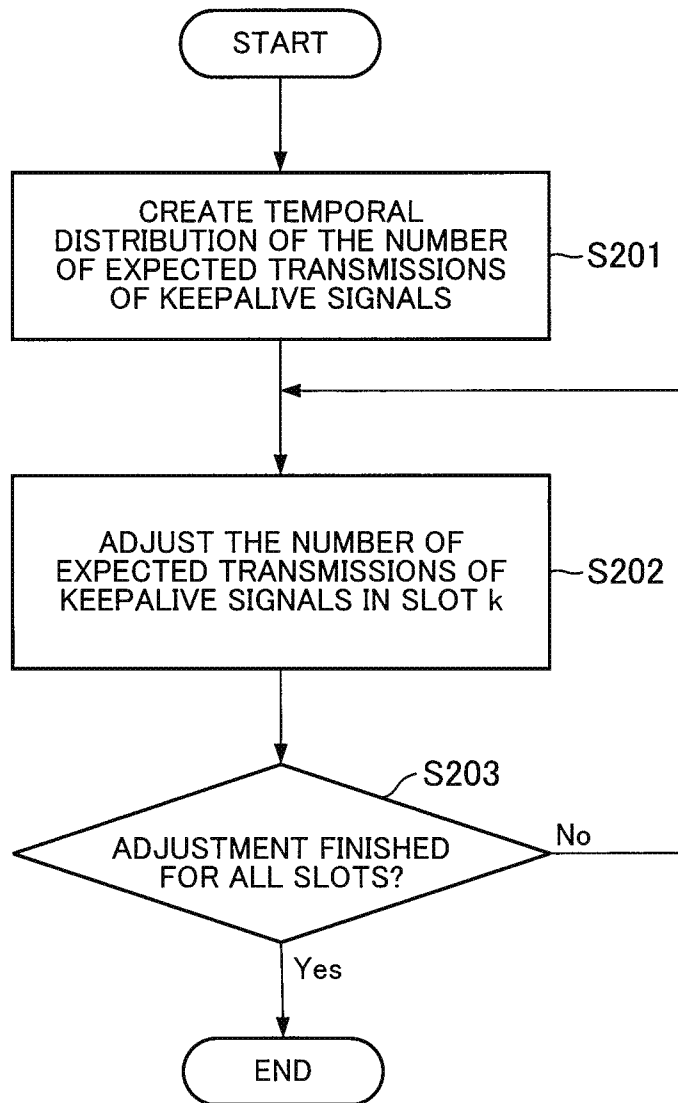 START
CREATE TEMPORAL
DISTRIBUTION OF THE NUMBER
OF EXPECTED TRANSMISSIONS
OF KEEPALIVE SIGNALS
S201
ADJUST THE NUMBER OF
EXPECTED TRANSMISSIONS OF
KEEPALIVE SIGNALS IN SLOT k
S202
S203
ADJUSTMENT FINISHED
FOR ALL SLOTS?
No
Yes
END